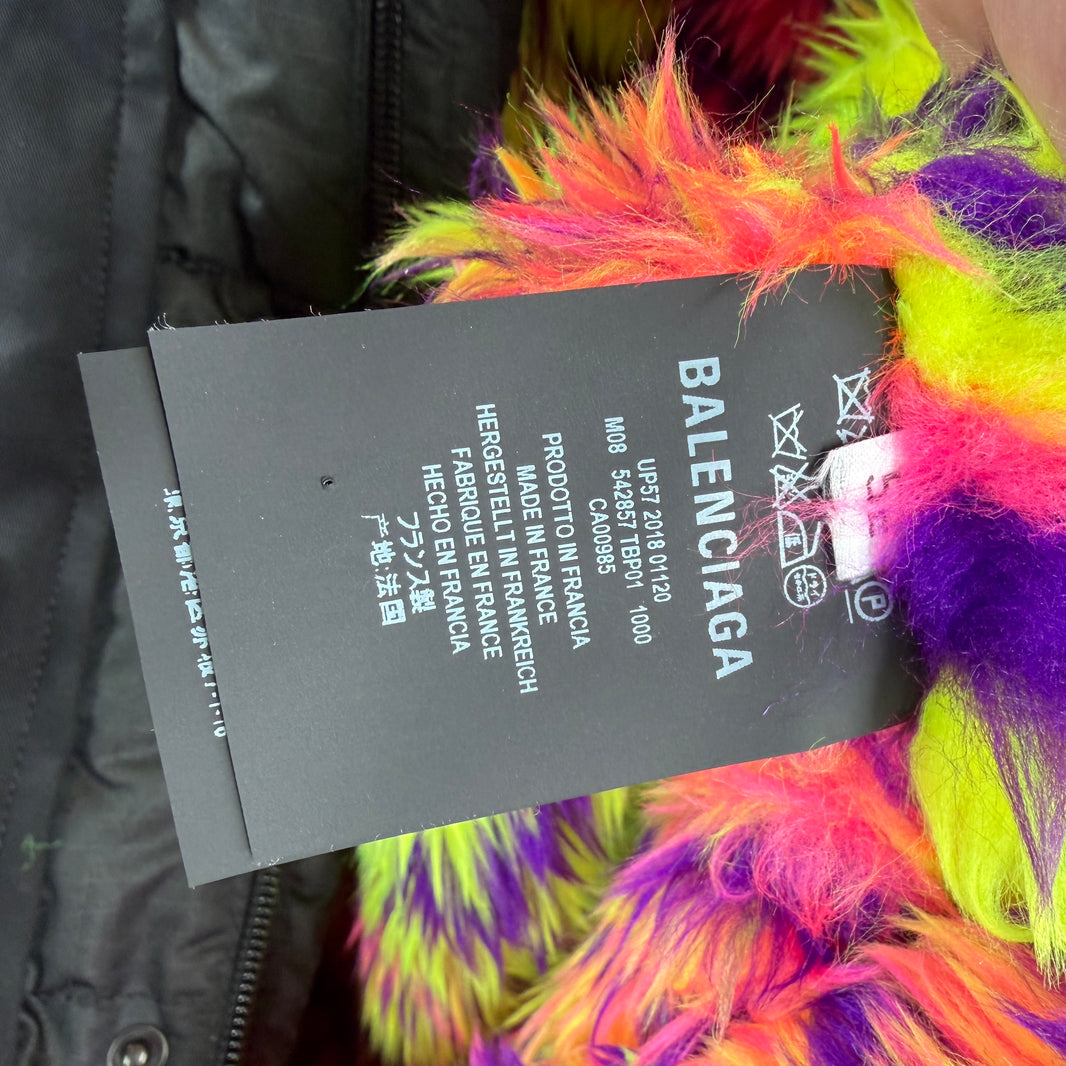 BALENCIAGA
UP57 2018 01120
M08 542857 TBP01 1000
CA00985
PRODOTTO IN FRANCIA
MADE IN FRANCE
HERGESTELLT IN FRANKREICH
FABRIQUE EN FRANCE
HECHO EN FRANCIA
フランス製
产地:法国